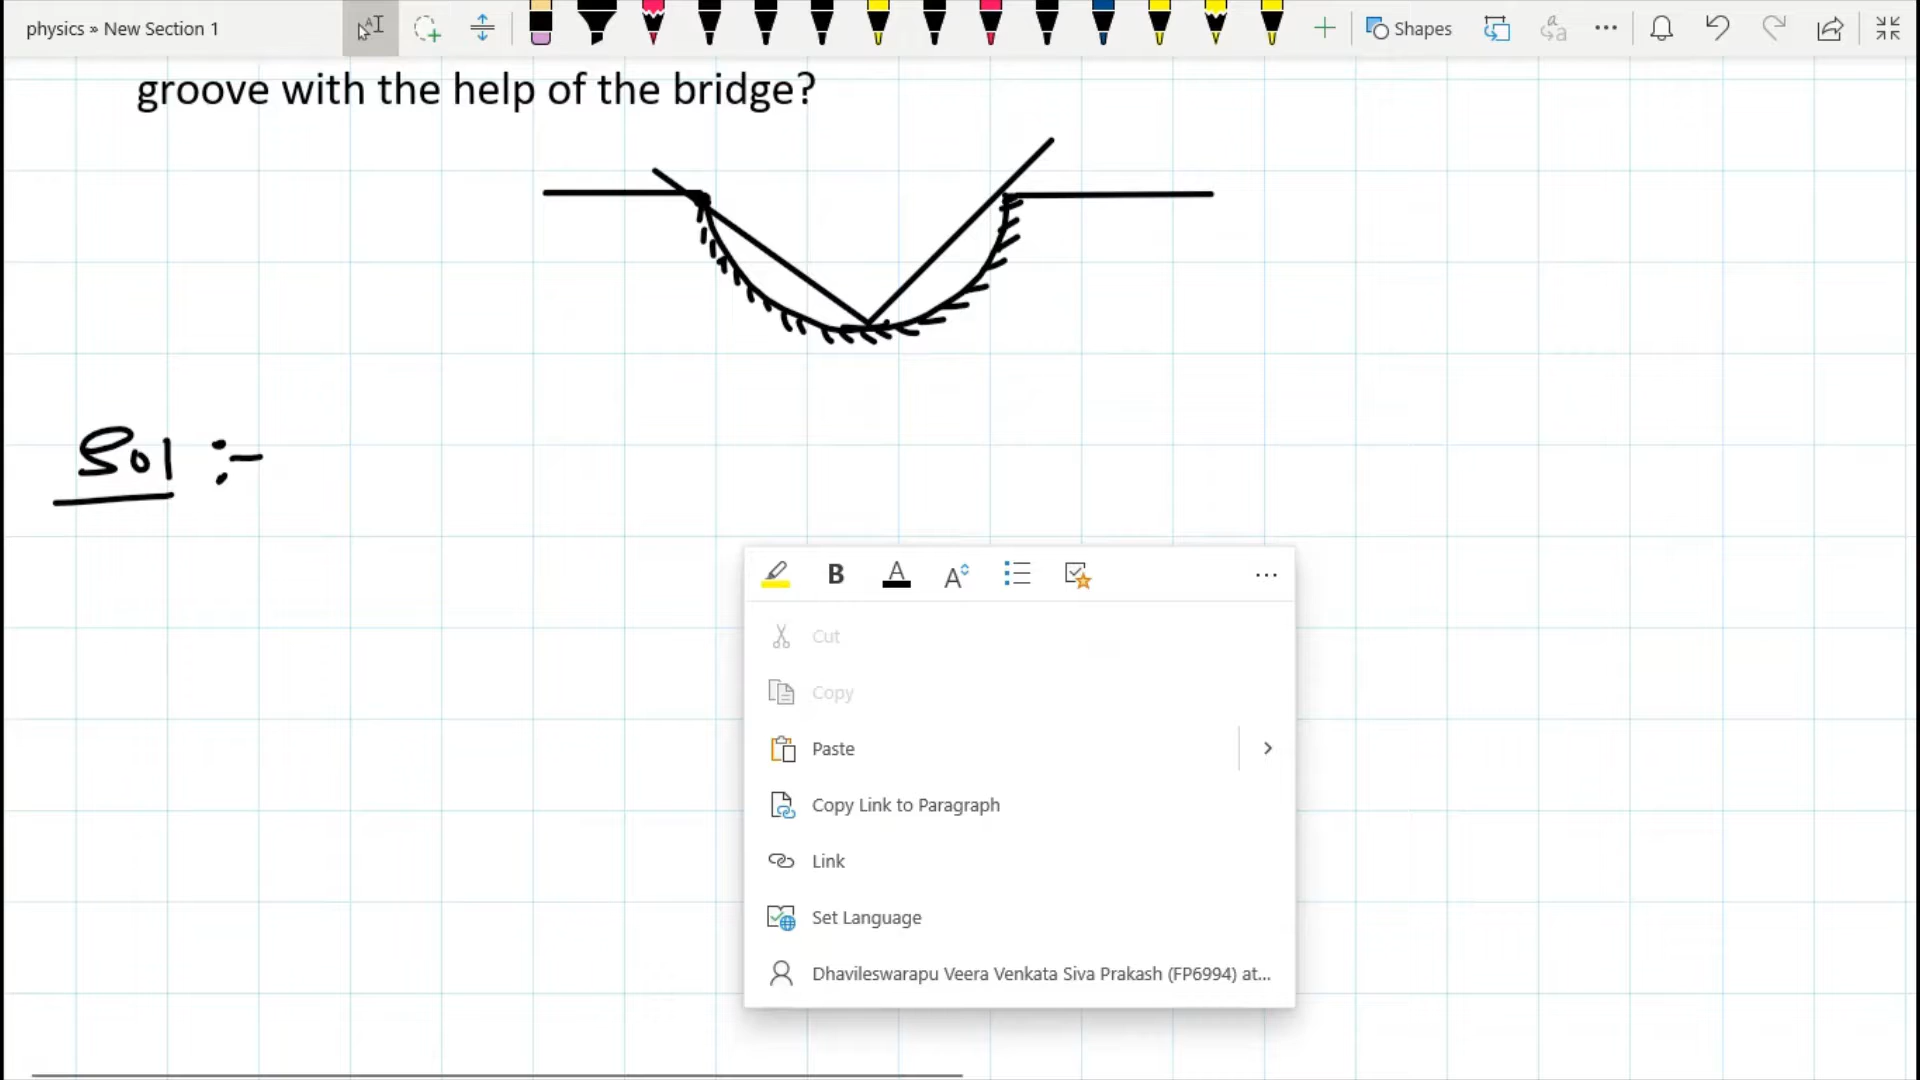 physics » New Section 1
Shapes
groove with the help of the bridge?
Sol :-
B A A
Cut
Copy
Paste
Copy Link to Paragraph
Link
Set Language
Dhavileswarapu Veera Venkata Siva Prakash (FP6994) at...